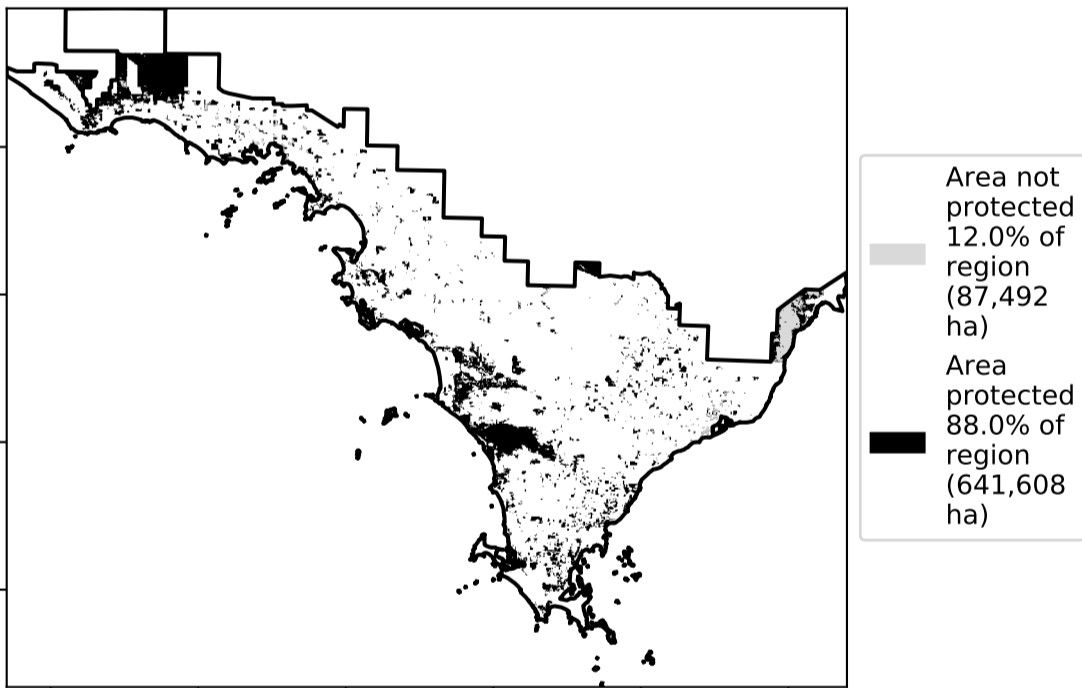 Area not
protected
12.0% of
region
(87,492
ha)
Area
protected
88.0% of
region
(641,608
ha)